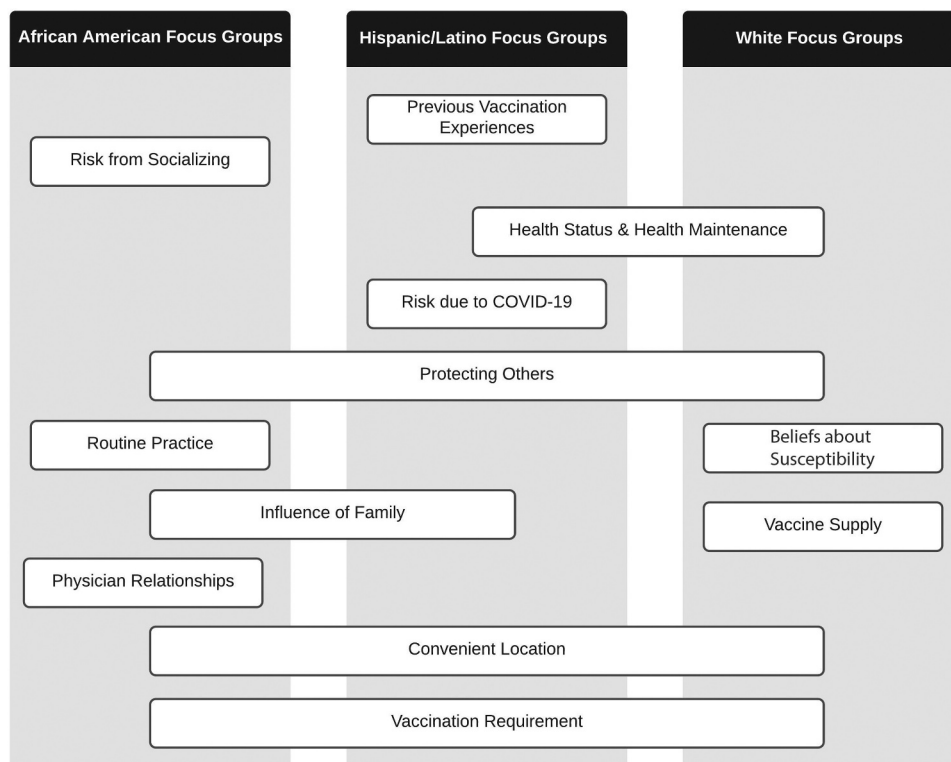 African American Focus Groups
Hispanic/Latino Focus Groups
White Focus Groups
Previous Vaccination
Experiences
Risk from Socializing
Health Status & Health Maintenance
Risk due to COVID-19
Protecting Others
Routine Practice
Beliefs about
Susceptibility
Influence of Family
Vaccine Supply
Physician Relationships
Convenient Location
Vaccination Requirement